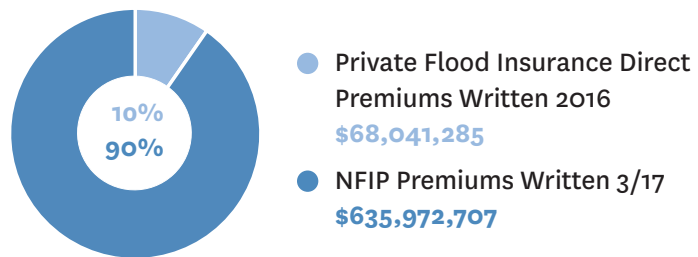 10%
90%
Private Flood Insurance Direct
Premiums Written 2016
$68,041,285
NFIP Premiums Written 3/17
$635,972,707